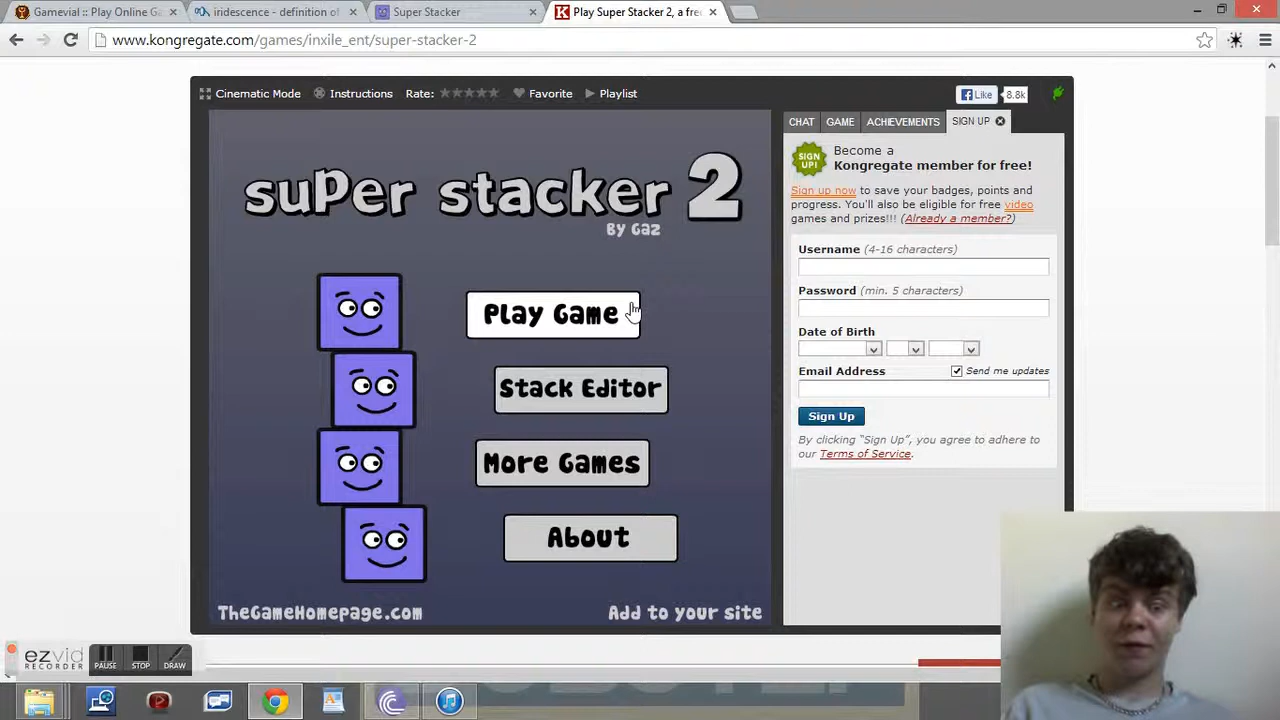 Gamevial :: Play Online Ga
iridescence - definition of
Super Stacker
Play Super Stacker 2, a fre
www.kongregate.com/games/inxile_ent/super-stacker-2
Cinematic Mode
Instructions
Rate:
Favorite
Playlist
Like
8.8k
CHAT
GAME
ACHIEVEMENTS
SIGN UP
super stacker 2
By Gaz
Play Game
Stack Editor
More Games
About
TheGameHomepage.com
Add to your site
SIGN UP!
Become a
Kongregate member for free!
Sign up now to save your badges, points and
progress. You'll also be eligible for free video
games and prizes!!! (Already a member?)
Username (4-16 characters)
Password (min. 5 characters)
Date of Birth
Email Address
Send me updates
Sign Up
By clicking "Sign Up", you agree to adhere to
our Terms of Service.
ezvid
RECORDER
PAUSE
STOP
DRAW